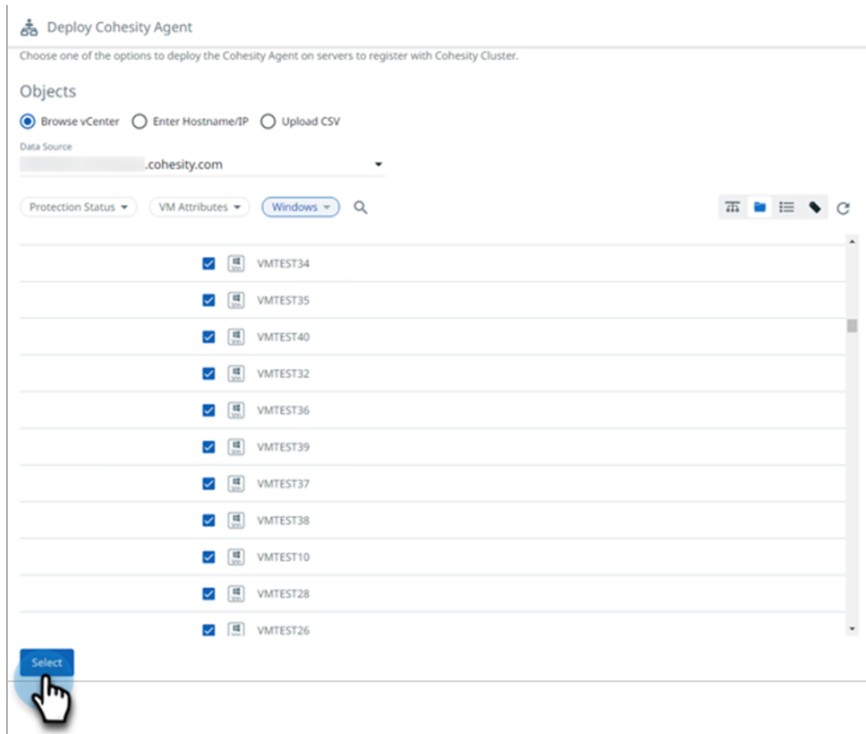 Deploy Cohesity Agent
Choose one of the options to deploy the Cohesity Agent on servers to register with Cohesity Cluster.
Objects
Browse vCenter Enter Hostname/IP Upload CSV
Data Source
.cohesity.com
Protection Status VM Attributes Windows
VMTEST34
VMTEST35
VMTEST40
VMTEST32
VMTEST36
VMTEST39
VMTEST37
VMTEST38
VMTEST10
VMTEST28
VMTEST26
Select